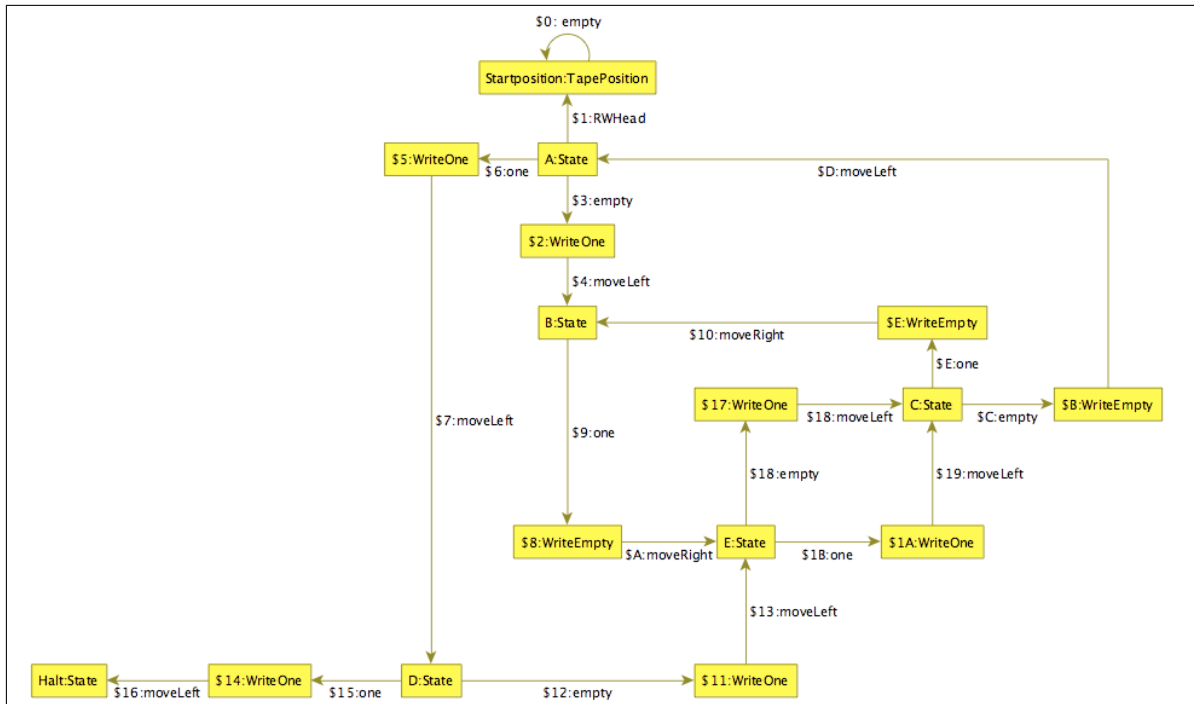 $0: empty
Startposition:TapePosition
$1:RWHead
$5:WriteOne
A:State
$6:one
$D:moveLeft
$3:empty
$2:WriteOne
$4:moveLeft
B:State
$E:WriteEmpty
$10:moveRight
$E:one
$17:WriteOne
C:State
$B:WriteEmpty
$18:moveLeft
$C:empty
$7:moveLeft
$9:one
$18:empty
$19:moveLeft
$8:WriteEmpty
E:State
$1A:WriteOne
$A:moveRight
$1B:one
$13:moveLeft
Halt:State
$14:WriteOne
D:State
$11:WriteOne
$16:moveLeft
$15:one
$12:empty